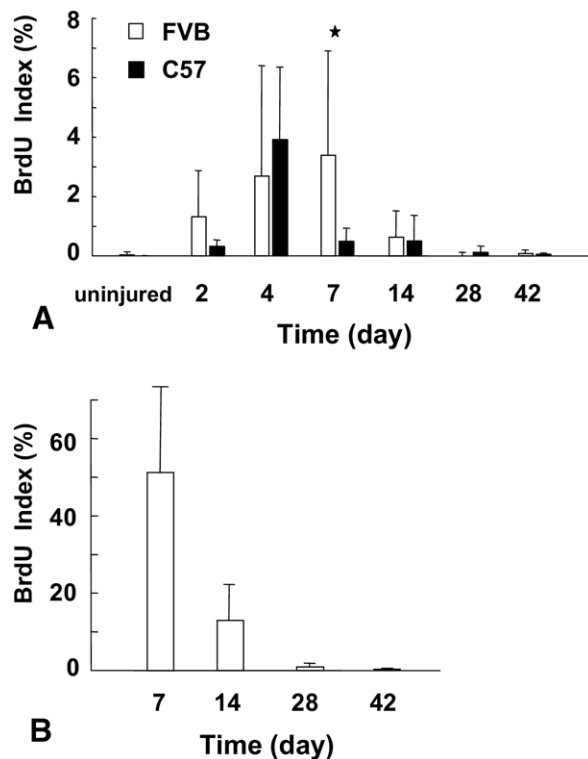 8
FVB
C57
6
4
2
0
BrdU Index (%)
uninjured 2 4 7 14 28 42
Time (day)
A
60
40
20
0
BrdU Index (%)
7 14 28 42
Time (day)
B